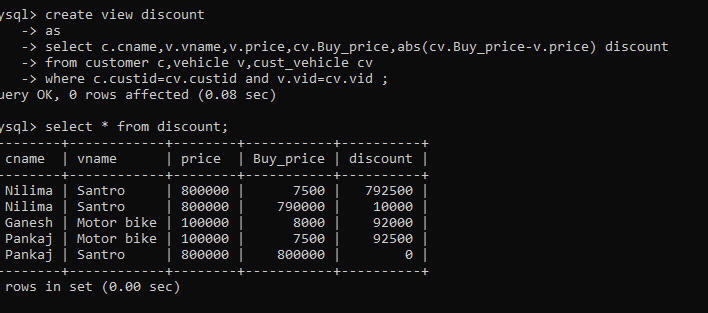 ysql> create view discount
-> as
-> select c.cname,v.vname,v.price,cv.Buy_price,abs(cv.Buy_price-v.price) discount
-> from customer c,vehicle v,cust_vehicle cv
-> where c.custid=cv.custid and v.vid=cv.vid ;
uery OK, 0 rows affected (0.08 sec)
ysql> select * from discount;
-------+------------+--------+-----------+----------+
cname | vname | price | Buy_price | discount |
-------+------------+--------+-----------+----------+
Nilima | Santro | 800000 | 7500 | 792500 |
Nilima | Santro | 800000 | 790000 | 10000 |
Ganesh | Motor bike | 100000 | 8000 | 92000 |
Pankaj | Motor bike | 100000 | 7500 | 92500 |
Pankaj | Santro | 800000 | 800000 | 0 |
-------+------------+--------+-----------+----------+
rows in set (0.00 sec)